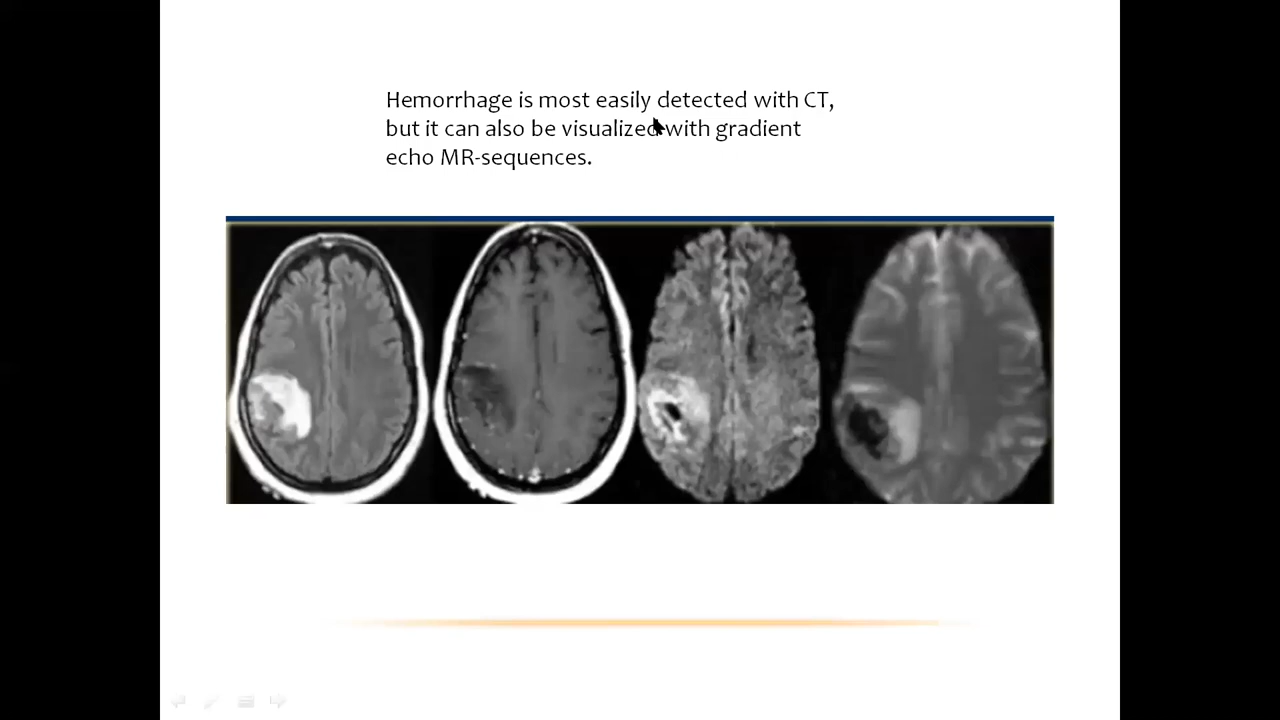 Hemorrhage is most easily detected with CT,
but it can also be visualized with gradient
echo MR-sequences.